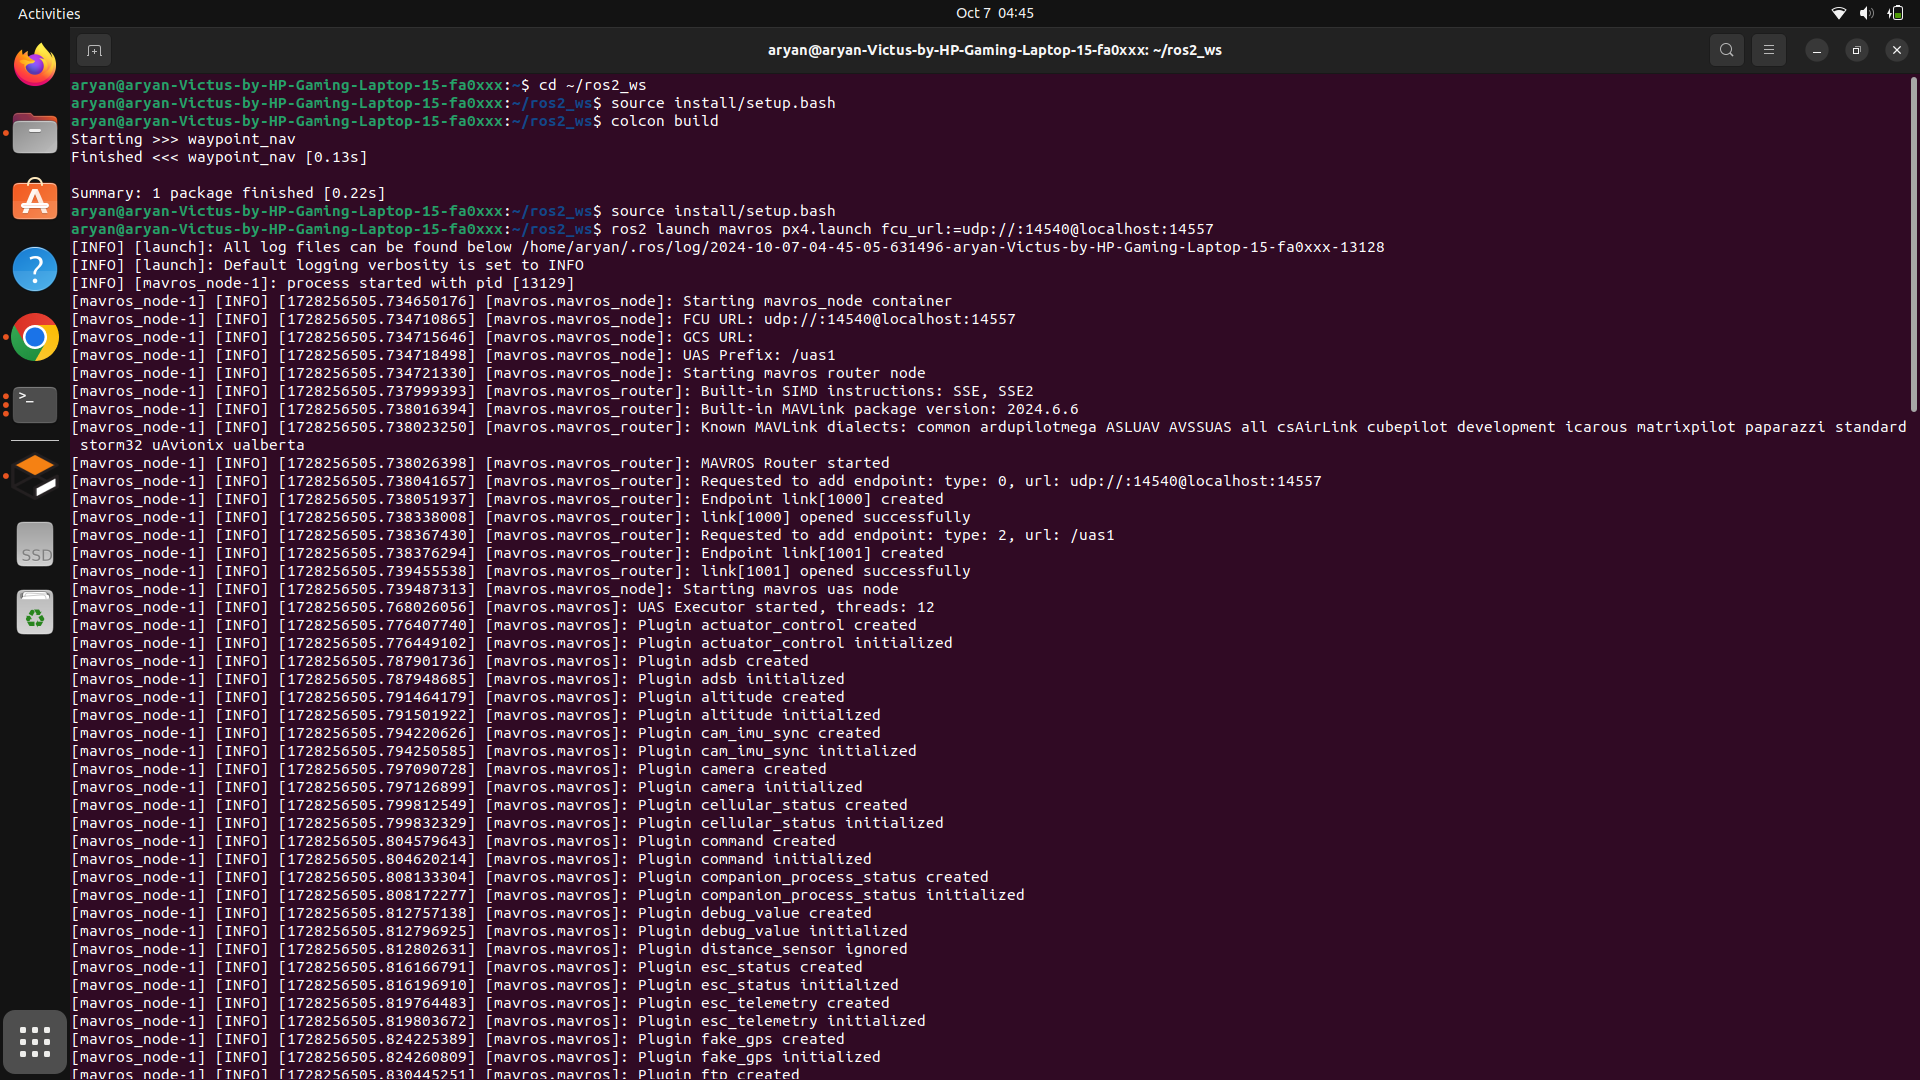 Activities
Oct 7 04:45
aryan@aryan-Victus-by-HP-Gaming-Laptop-15-fa0xxx: ~/ros2_ws
aryan@aryan-Victus-by-HP-Gaming-Laptop-15-fa0xxx:~$ cd ~/ros2_ws
aryan@aryan-Victus-by-HP-Gaming-Laptop-15-fa0xxx:~/ros2_ws$ source install/setup.bash
aryan@aryan-Victus-by-HP-Gaming-Laptop-15-fa0xxx:~/ros2_ws$ colcon build
Starting >>> waypoint_nav
Finished <<< waypoint_nav [0.13s]
Summary: 1 package finished [0.22s]
aryan@aryan-Victus-by-HP-Gaming-Laptop-15-fa0xxx:~/ros2_ws$ source install/setup.bash
aryan@aryan-Victus-by-HP-Gaming-Laptop-15-fa0xxx:~/ros2_ws$ ros2 launch mavros px4.launch fcu_url:=udp://:14540@localhost:14557
[INFO] [launch]: All log files can be found below /home/aryan/.ros/log/2024-10-07-04-45-05-631496-aryan-Victus-by-HP-Gaming-Laptop-15-fa0xxx-13128
[INFO] [launch]: Default logging verbosity is set to INFO
[INFO] [mavros_node-1]: process started with pid [13129]
[mavros_node-1] [INFO] [1728256505.734650176] [mavros.mavros_node]: Starting mavros_node container
[mavros_node-1] [INFO] [1728256505.734710865] [mavros.mavros_node]: FCU URL: udp://:14540@localhost:14557
[mavros_node-1] [INFO] [1728256505.734715646] [mavros.mavros_node]: GCS URL:
[mavros_node-1] [INFO] [1728256505.734718498] [mavros.mavros_node]: UAS Prefix: /uas1
[mavros_node-1] [INFO] [1728256505.734721330] [mavros.mavros_node]: Starting mavros router node
[mavros_node-1] [INFO] [1728256505.737999393] [mavros.mavros_router]: Built-in SIMD instructions: SSE, SSE2
[mavros_node-1] [INFO] [1728256505.738016394] [mavros.mavros_router]: Built-in MAVLink package version: 2024.6.6
[mavros_node-1] [INFO] [1728256505.738023250] [mavros.mavros_router]: Known MAVLink dialects: common ardupilotmega ASLUAV AVSSUAS all csAirLink cubepilot development icarous matrixpilot paparazzi standard
storm32 uAvionix ualberta
[mavros_node-1] [INFO] [1728256505.738026398] [mavros.mavros_router]: MAVROS Router started
[mavros_node-1] [INFO] [1728256505.738041657] [mavros.mavros_router]: Requested to add endpoint: type: 0, url: udp://:14540@localhost:14557
[mavros_node-1] [INFO] [1728256505.738051937] [mavros.mavros_router]: Endpoint link[1000] created
[mavros_node-1] [INFO] [1728256505.738338008] [mavros.mavros_router]: link[1000] opened successfully
[mavros_node-1] [INFO] [1728256505.738367430] [mavros.mavros_router]: Requested to add endpoint: type: 2, url: /uas1
[mavros_node-1] [INFO] [1728256505.738376294] [mavros.mavros_router]: Endpoint link[1001] created
[mavros_node-1] [INFO] [1728256505.739455538] [mavros.mavros_router]: link[1001] opened successfully
[mavros_node-1] [INFO] [1728256505.739487313] [mavros.mavros_node]: Starting mavros uas node
[mavros_node-1] [INFO] [1728256505.768026056] [mavros.mavros]: UAS Executor started, threads: 12
[mavros_node-1] [INFO] [1728256505.776407740] [mavros.mavros]: Plugin actuator_control created
[mavros_node-1] [INFO] [1728256505.776449102] [mavros.mavros]: Plugin actuator_control initialized
[mavros_node-1] [INFO] [1728256505.787901736] [mavros.mavros]: Plugin adsb created
[mavros_node-1] [INFO] [1728256505.787948685] [mavros.mavros]: Plugin adsb initialized
[mavros_node-1] [INFO] [1728256505.791464179] [mavros.mavros]: Plugin altitude created
[mavros_node-1] [INFO] [1728256505.791501922] [mavros.mavros]: Plugin altitude initialized
[mavros_node-1] [INFO] [1728256505.794220626] [mavros.mavros]: Plugin cam_imu_sync created
[mavros_node-1] [INFO] [1728256505.794250585] [mavros.mavros]: Plugin cam_imu_sync initialized
[mavros_node-1] [INFO] [1728256505.797090728] [mavros.mavros]: Plugin camera created
[mavros_node-1] [INFO] [1728256505.797126899] [mavros.mavros]: Plugin camera initialized
[mavros_node-1] [INFO] [1728256505.799812549] [mavros.mavros]: Plugin cellular_status created
[mavros_node-1] [INFO] [1728256505.799832329] [mavros.mavros]: Plugin cellular_status initialized
[mavros_node-1] [INFO] [1728256505.804579643] [mavros.mavros]: Plugin command created
[mavros_node-1] [INFO] [1728256505.804620214] [mavros.mavros]: Plugin command initialized
[mavros_node-1] [INFO] [1728256505.808133304] [mavros.mavros]: Plugin companion_process_status created
[mavros_node-1] [INFO] [1728256505.808172277] [mavros.mavros]: Plugin companion_process_status initialized
[mavros_node-1] [INFO] [1728256505.812757138] [mavros.mavros]: Plugin debug_value created
[mavros_node-1] [INFO] [1728256505.812796925] [mavros.mavros]: Plugin debug_value initialized
[mavros_node-1] [INFO] [1728256505.812802631] [mavros.mavros]: Plugin distance_sensor ignored
[mavros_node-1] [INFO] [1728256505.816166791] [mavros.mavros]: Plugin esc_status created
[mavros_node-1] [INFO] [1728256505.816196910] [mavros.mavros]: Plugin esc_status initialized
[mavros_node-1] [INFO] [1728256505.819764483] [mavros.mavros]: Plugin esc_telemetry created
[mavros_node-1] [INFO] [1728256505.819803672] [mavros.mavros]: Plugin esc_telemetry initialized
[mavros_node-1] [INFO] [1728256505.824225389] [mavros.mavros]: Plugin fake_gps created
[mavros_node-1] [INFO] [1728256505.824260809] [mavros.mavros]: Plugin fake_gps initialized
[mavros_node-1] [INFO] [1728256505.830445251] [mavros.mavros]: Plugin ftp created
SSD